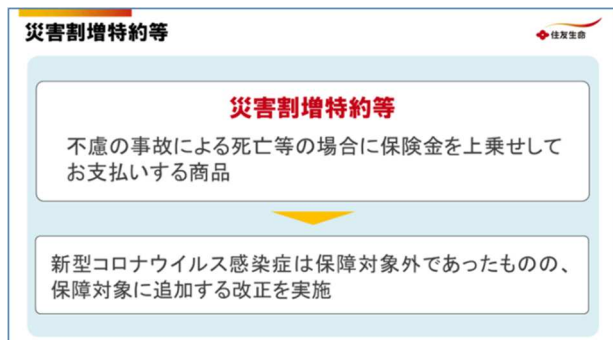 災害割増特約等
住友生命
災害割増特約等
不慮の事故による死亡等の場合に保険金を上乗せして
お支払いする商品
新型コロナウイルス感染症は保障対象外であったものの、
保障対象に追加する改正を実施